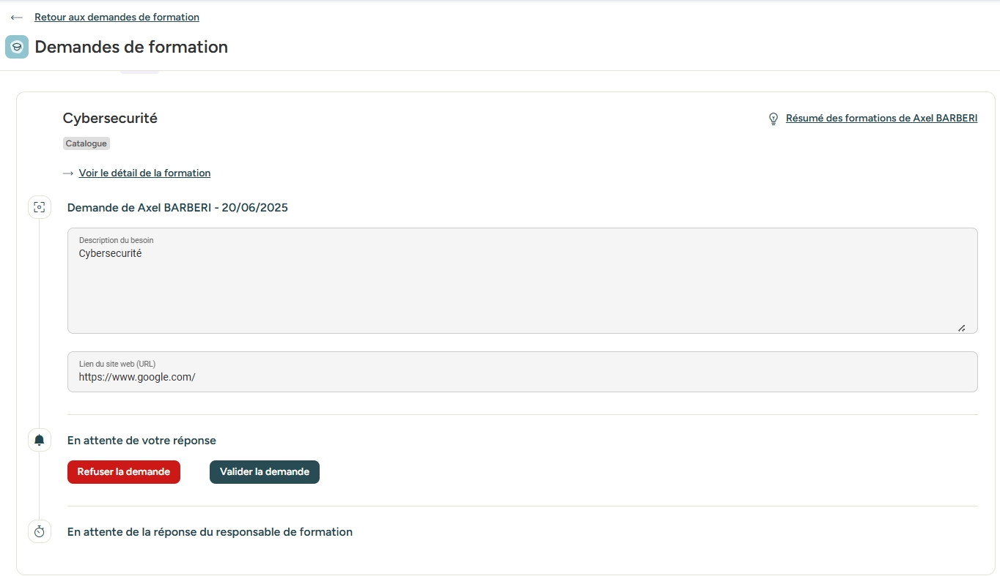 Retour aux demandes de formation
Demandes de formation
Cybersecurité
Résumé des formations de Axel BARBERI
Catalogue
Voir le détail de la formation
Demande de Axel BARBERI - 20/06/2025
Description du besoin
Cybersecurité
Lien du site web (URL)
https://www.google.com/
En attente de votre réponse
Refuser la demande
Valider la demande
En attente de la réponse du responsable de formation